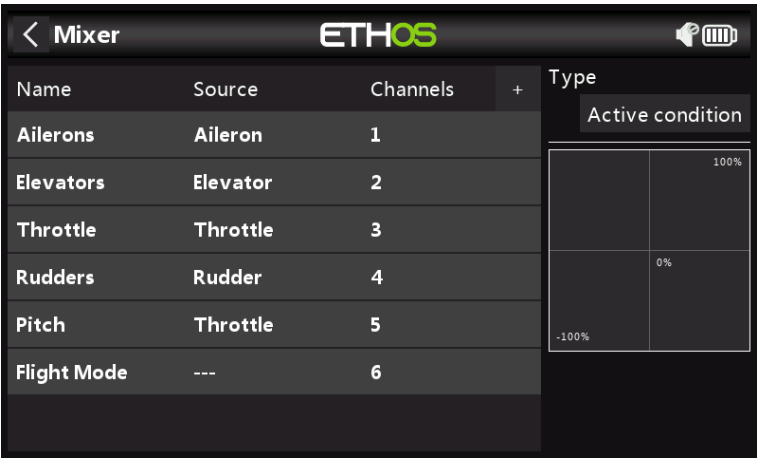 Mixer
ETHOS
Name Source Channels +
Ailerons Aileron 1
Elevators Elevator 2
Throttle Throttle 3
Rudders Rudder 4
Pitch Throttle 5
Flight Mode --- 6
Type
Active condition
100%
0%
-100%